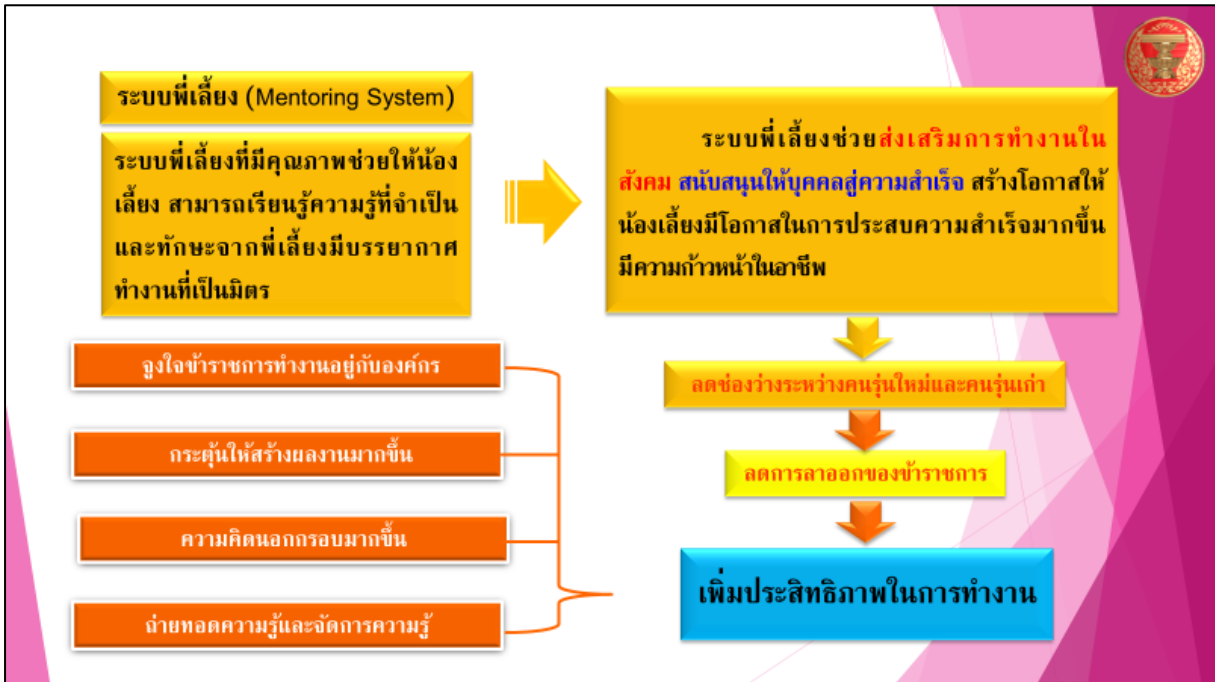 ระบบพี่เลี้ยง (Mentoring System)
ระบบพี่เลี้ยงที่มีคุณภาพช่วยให้น้อง
เลี้ยง สามารถเรียนรู้ความรู้ที่จำเป็น
และทักษะจากพี่เลี้ยงมีบรรยากาศ
ทำงานที่เป็นมิตร
ระบบพี่เลี้ยงช่วยส่งเสริมการทำงานใน
สังคม สนับสนุนให้บุคคลสู่ความสำเร็จ สร้างโอกาสให้
น้องเลี้ยงมีโอกาสในการประสบความสำเร็จมากขึ้น
มีความก้าวหน้าในอาชีพ
จูงใจข้าราชการทำงานอยู่กับองค์กร
กระตุ้นให้สร้างผลงานมากขึ้น
ความคิดนอกกรอบมากขึ้น
ถ่ายทอดความรู้และจัดการความรู้
ลดช่องว่างระหว่างคนรุ่นใหม่และคนรุ่นเก่า
ลดการลาออกของข้าราชการ
เพิ่มประสิทธิภาพในการทำงาน